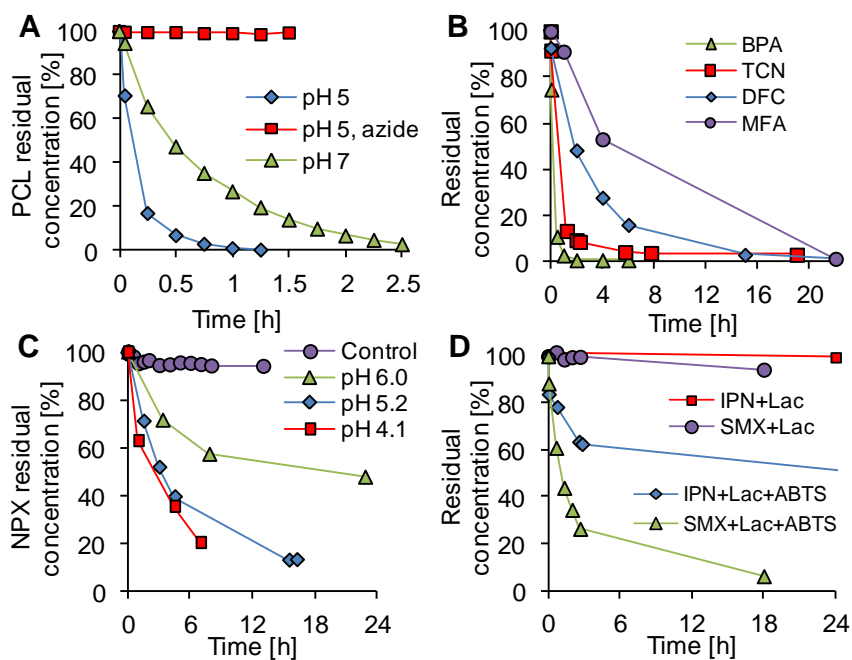 A
PCL residual
concentration [%]
100
80
60
40
20
0
pH 5
pH 5, azide
pH 7
0
0.5
1
1.5
2
2.5
Time [h]
B
Residual
concentration [%]
100
80
60
40
20
0
BPA
TCN
DFC
MFA
0
4
8
12
16
20
Time [h]
C
NPX residual
concentration [%]
100
80
60
40
20
0
Control
pH 6.0
pH 5.2
pH 4.1
0
6
12
18
24
Time [h]
D
Residual
concentration [%]
100
80
60
40
20
0
IPN+Lac
SMX+Lac
IPN+Lac+ABTS
SMX+Lac+ABTS
0
6
12
18
24
Time [h]